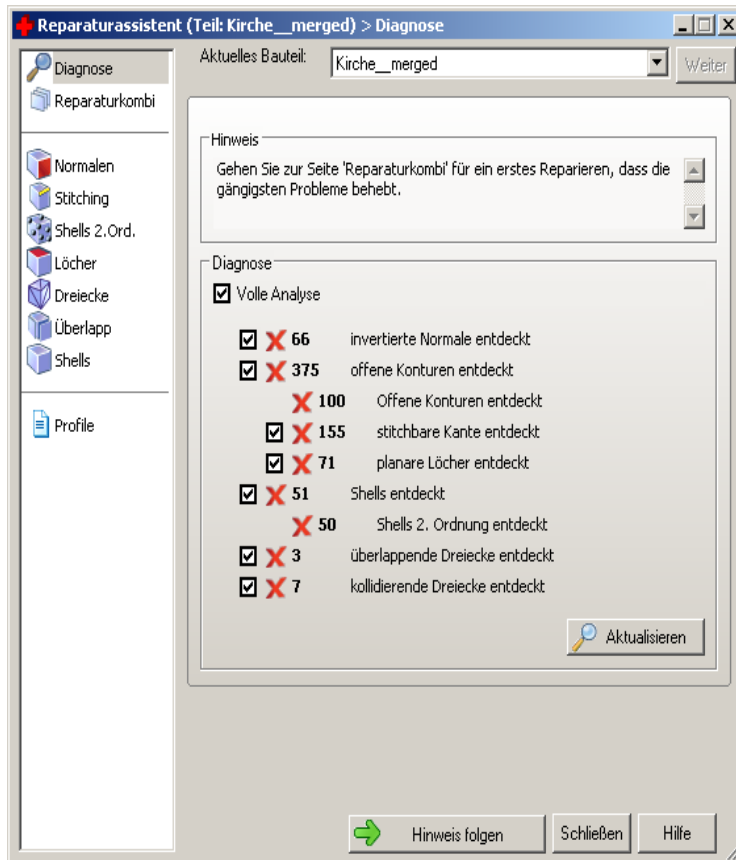 Reparaturassistent (Teil: Kirche__merged) > Diagnose
Diagnose
Reparaturkombi
Normalen
Stitching
Shells 2.Ord.
Löcher
Dreiecke
Überlapp
Shells
Profile
Aktuelles Bauteil:
Kirche__merged
Weiter
Hinweis
Gehen Sie zur Seite 'Reparaturkombi' für ein erstes Reparieren, dass die
gängigsten Probleme behebt.
Diagnose
Volle Analyse
66 invertierte Normale entdeckt
375 offene Konturen entdeckt
100 Offene Konturen entdeckt
155 stitchbare Kante entdeckt
71 planare Löcher entdeckt
51 Shells entdeckt
50 Shells 2. Ordnung entdeckt
3 überlappende Dreiecke entdeckt
7 kollidierende Dreiecke entdeckt
Aktualisieren
Hinweis folgen
Schließen
Hilfe